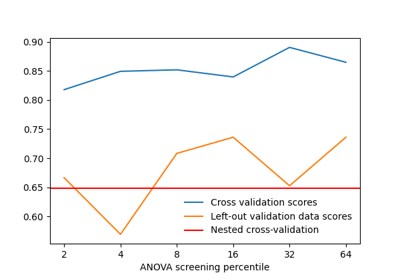 0.90
0.85
0.80
0.75
0.70
0.65
0.60
Cross validation scores
Left-out validation data scores
Nested cross-validation
2 4 8 16 32 64
ANOVA screening percentile